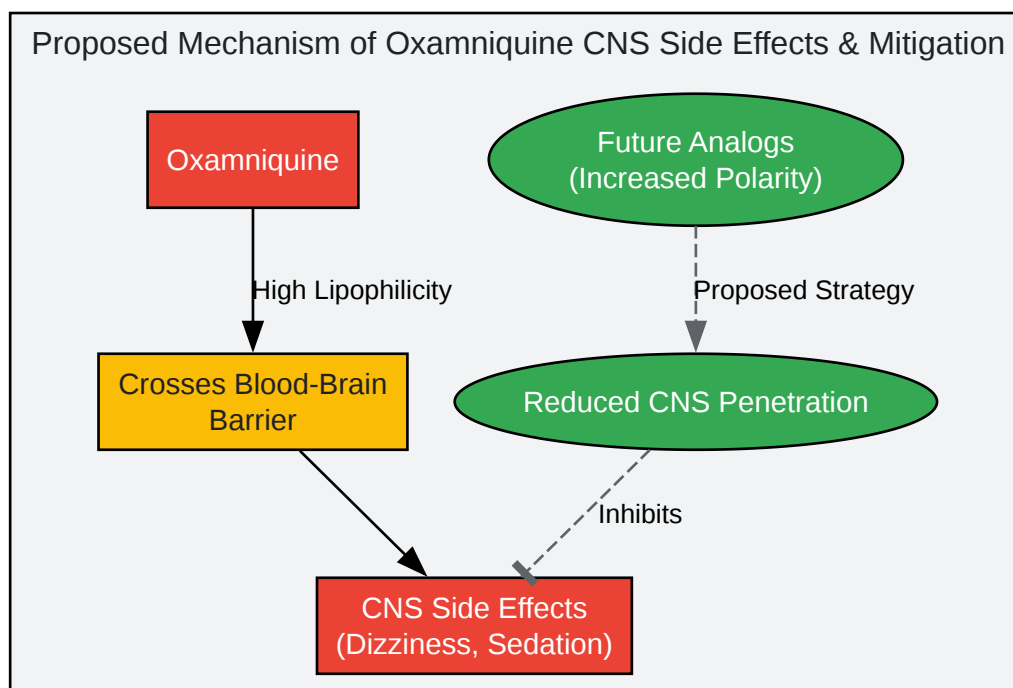 Proposed Mechanism of Oxamniquine CNS Side Effects & Mitigation
Oxamniquine
Future Analogs
(Increased Polarity)
High Lipophilicity
Proposed Strategy
Crosses Blood-Brain
Barrier
Reduced CNS Penetration
Inhibits
CNS Side Effects
(Dizziness, Sedation)